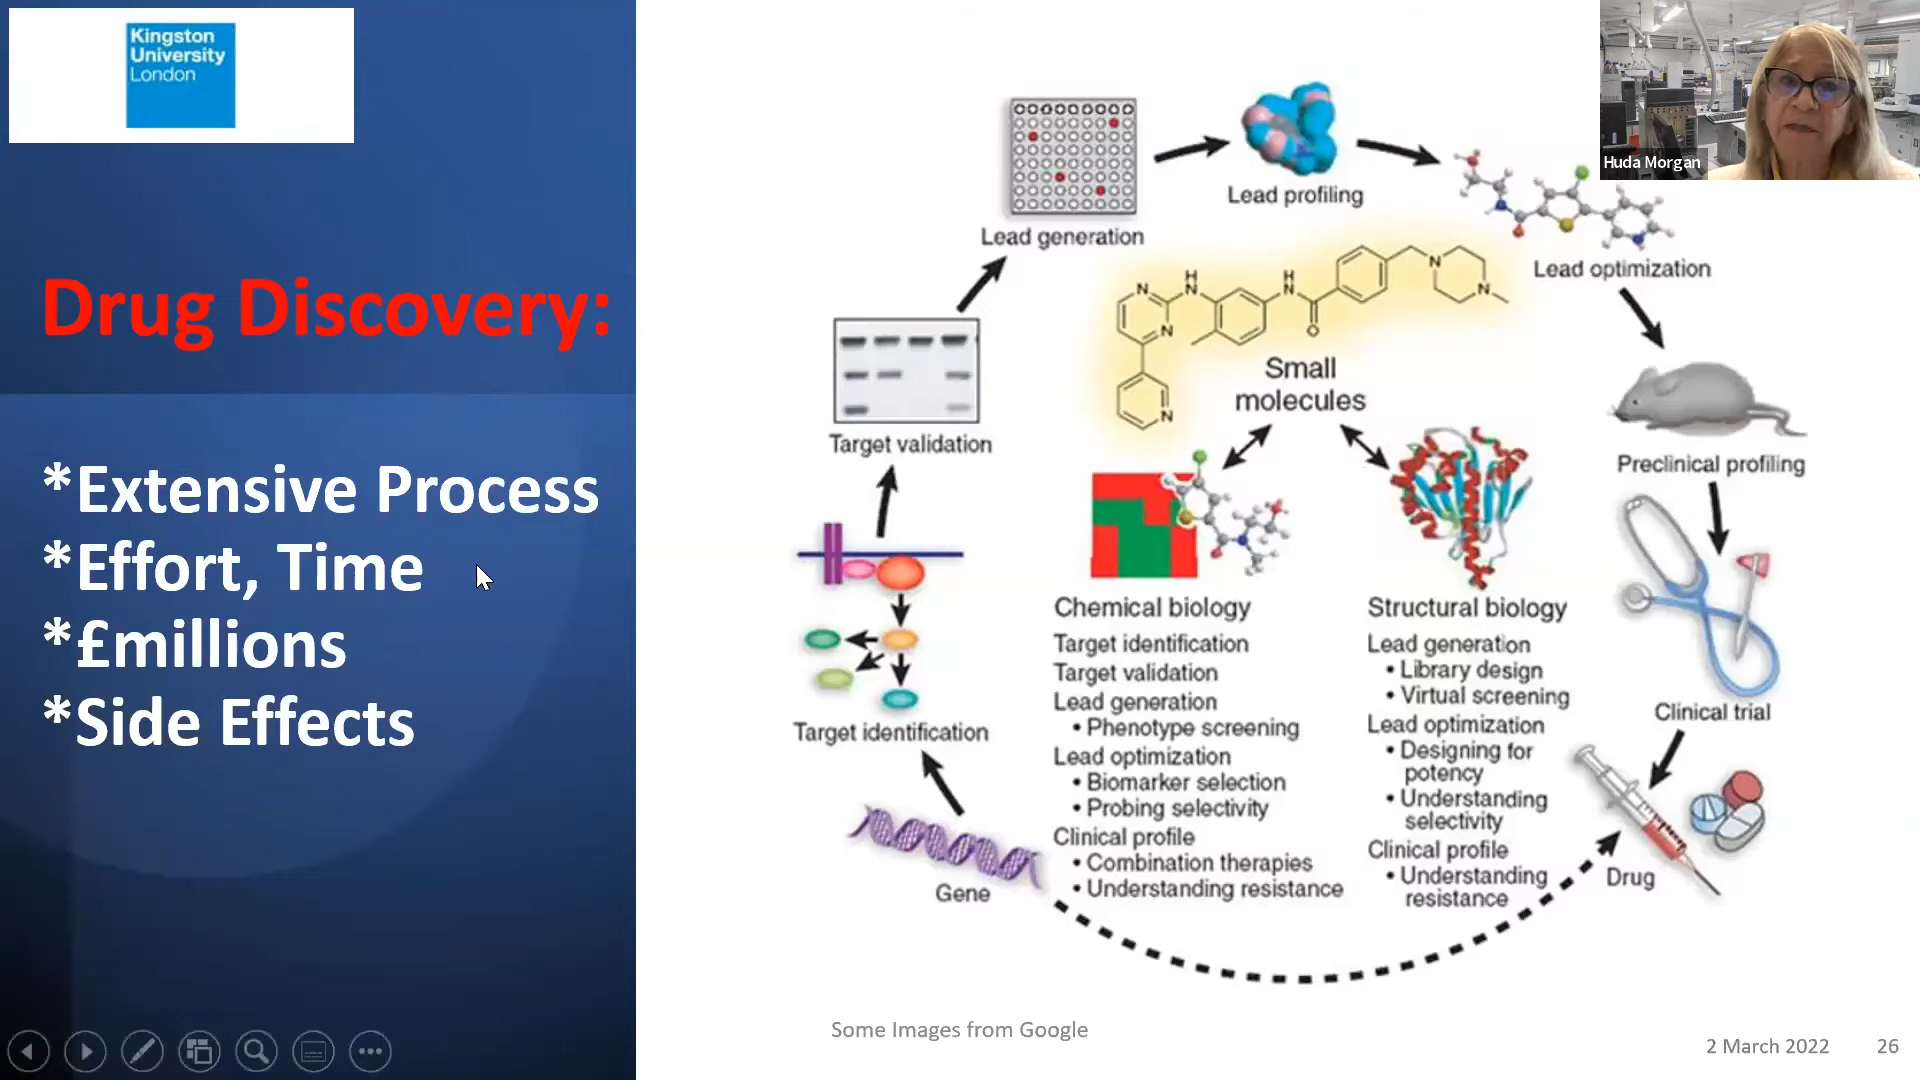 Kingston
University
London
Drug Discovery:
*Extensive Process
*Effort, Time
*£millions
*Side Effects
Lead generation
Lead profiling
Lead optimization
Target validation
Target identification
Gene
Preclinical profiling
Clinical trial
Drug
N
N
H
N
H
N
O
N
N
N
Small
molecules
Chemical biology
Target identification
Target validation
Lead generation
• Phenotype screening
Lead optimization
• Biomarker selection
• Probing selectivity
Clinical profile
• Combination therapies
• Understanding resistance
Structural biology
Lead generation
• Library design
• Virtual screening
Lead optimization
• Designing for
potency
• Understanding
selectivity
Clinical profile
• Understanding
resistance
Huda Morgan
Some Images from Google
2 March 2022
26